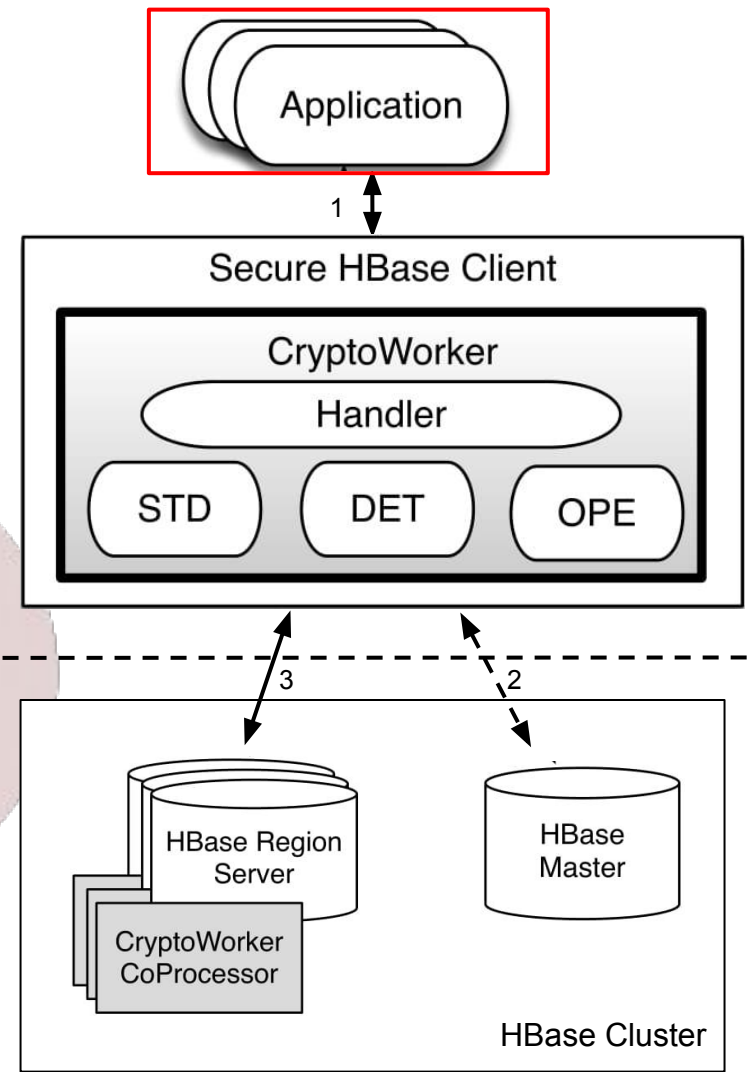 Application
1
Secure HBase Client
CryptoWorker
Handler
STD
DET
OPE
3
2
HBase Region
Server
HBase
Master
CryptoWorker
CoProcessor
HBase Cluster